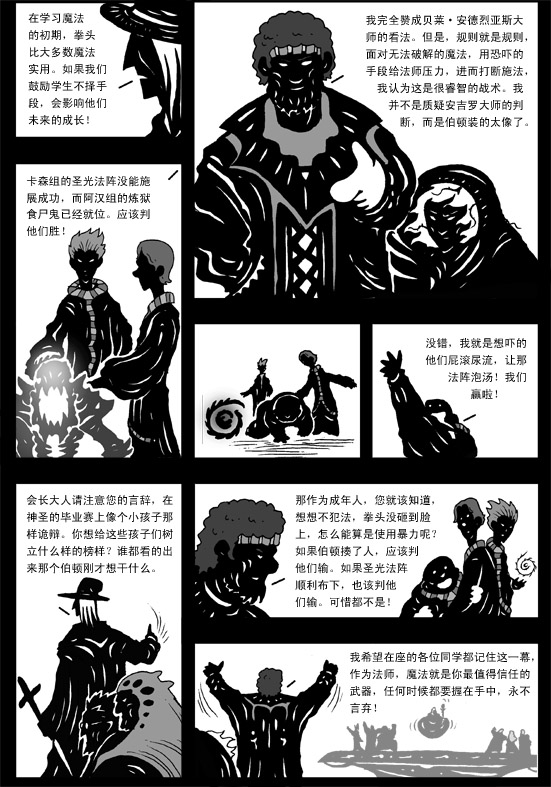 在学习魔法
的初期，拳头
比大多数魔法
实用。如果我们
鼓励学生不择手
段，会影响他们
未来的成长！
我完全赞成贝莱·安德烈亚斯大
师的看法。但是，规则就是规则，
面对无法破解的魔法，用恐吓的
手段给法师压力，进而打断施法，
我认为这是很睿智的战术。我
并不是质疑安吉罗大师的判
断，而是伯顿装的太像了。
卡森组的圣光法阵没能施
展成功，而阿汉组的炼狱
食尸鬼已经就位。应该判
他们胜！
没错，我就是想吓的
他们屁滚尿流，让那
法阵泡汤！我们
赢啦！
会长大人请注意您的言辞，在
神圣的毕业赛上像个小孩子那
样诡辩。你想给这些孩子们树
立什么样的榜样？谁都看的出
来那个伯顿刚才想干什么。
那作为成年人，您就该知道，
想想不犯法，拳头没砸到脸
上，怎么能算是使用暴力呢？
如果伯顿揍了人，应该判
他们输。如果圣光法阵
顺利布下，也该判他
们输。可惜都不是！
我希望在座的各位同学都记住这一幕，
作为法师，魔法就是你最值得信任的
武器，任何时候都要握在手中，永不
言弃！